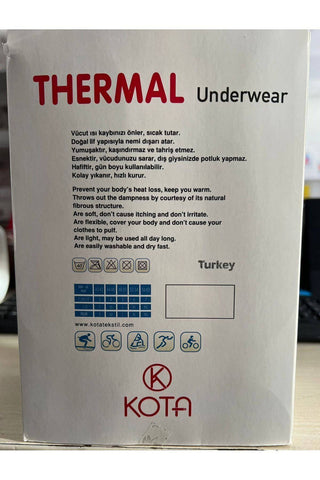 THERMAL Underwear
Vücut ısı kaybınızı önler, sıcak tutar.
Doğal lif yapısıyla nemi dışarı atar.
Yumuşaktır, kaşındırmaz ve tahriş etmez.
Esnektir, vücudunuzu sarar, dış giysinizde potluk yapmaz.
Hafiftir, gün boyu kullanılabilir.
Kolay yıkanır, hızlı kurur.
Prevent your body's heat loss, keep you warm.
Throws out the dampness by courtesy of its natural
fibrous structure.
Are soft, don't cause itching and don't irritate.
Are flexible, cover your body and don't cause your
clothes to pulf.
Are light, may be used all day long.
Are easily washable and dry fast.
Turkey
www.kotatekstil.com
K
KOTA